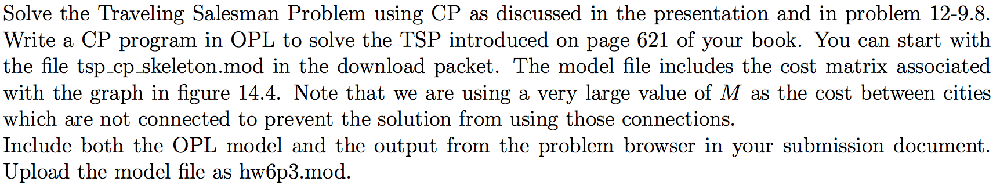 Solve the Traveling Salesman Problem using CP as discussed in the presentation and in problem 12-9.8.
Write a CP program in OPL to solve the TSP introduced on page 621 of your book. You can start with
the file tsp_cp_skeleton.mod in the download packet. The model file includes the cost matrix associated
with the graph in figure 14.4. Note that we are using a very large value of M as the cost between cities
which are not connected to prevent the solution from using those connections.
Include both the OPL model and the output from the problem browser in your submission document.
Upload the model file as hw6p3.mod.